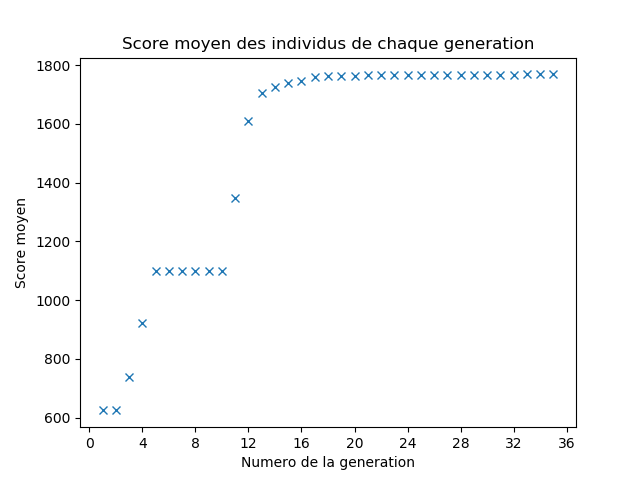 Score moyen des individus de chaque generation
1800
1600
1400
1200
1000
800
600
Score moyen
0 4 8 12 16 20 24 28 32 36
Numero de la generation